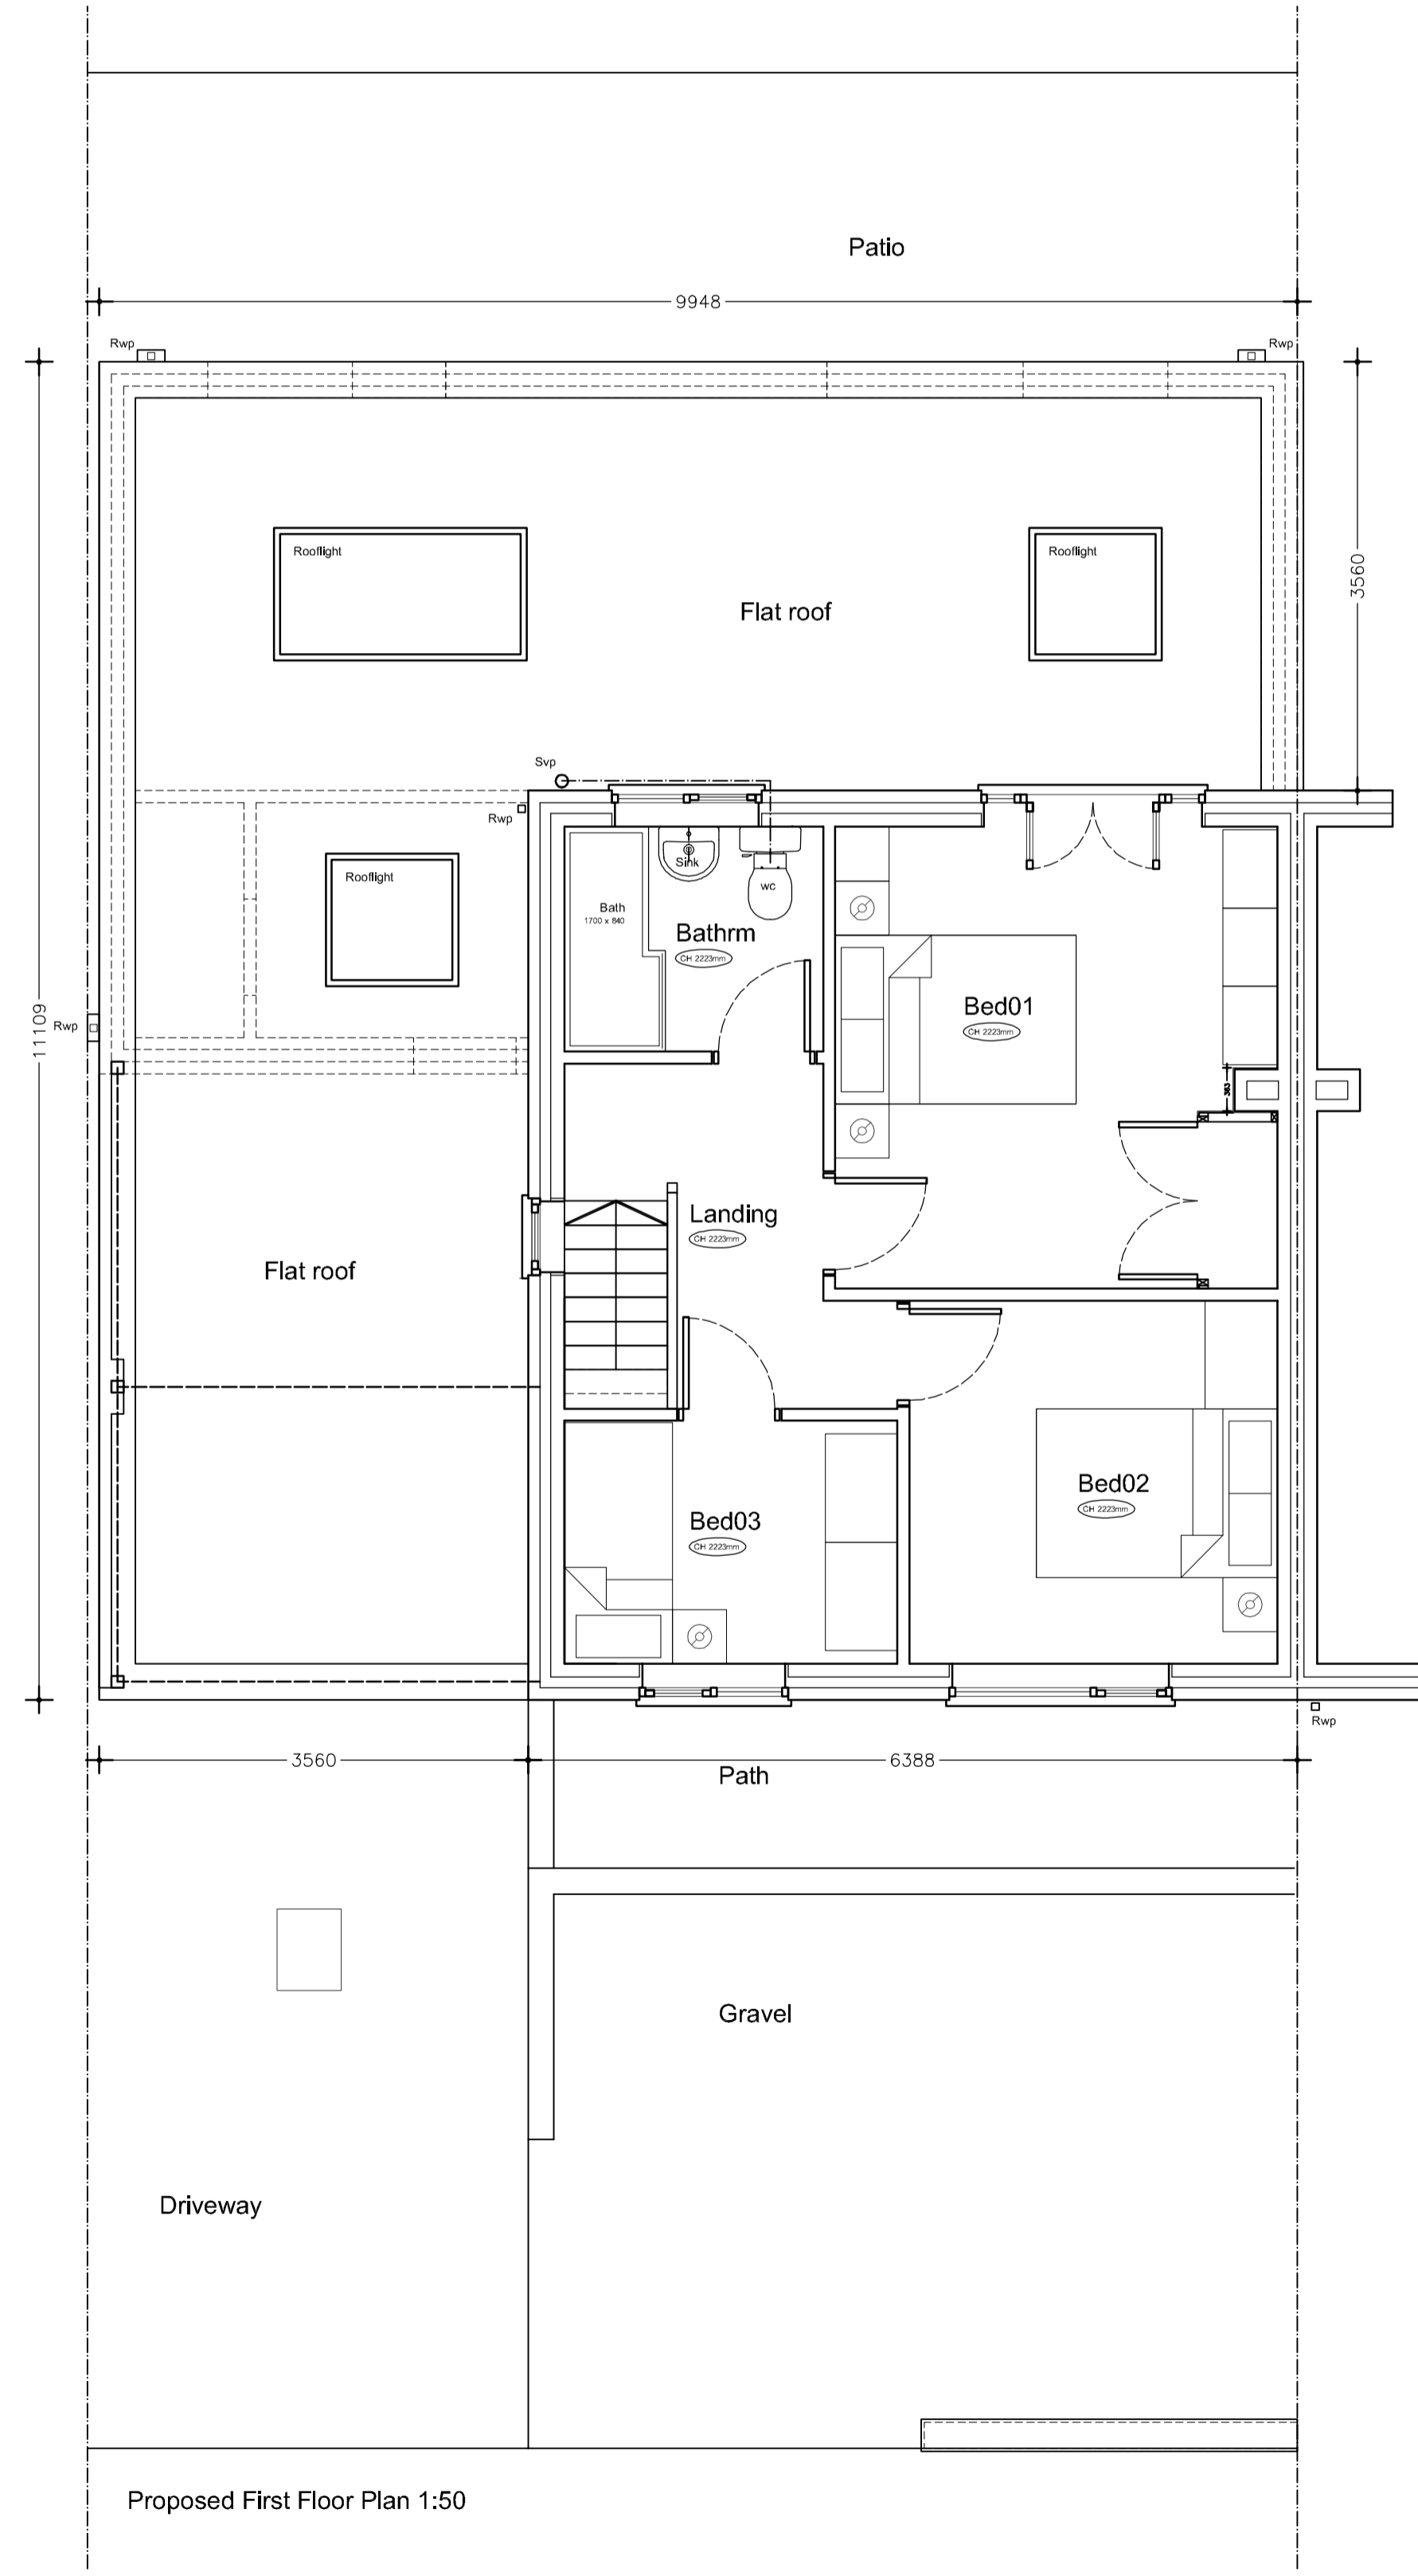 Patio
9948
Rwp
Rwp
Rooflight
Rooflight
3560
Flat roof
Svp
Rwp
Sink
wc
Rooflight
Bath
1700 x 840
Bathrm
CH 2223mm
Bed01
CH 2223mm
11109
Rwp
363
Landing
CH 2223mm
Flat roof
Bed02
CH 2223mm
Bed03
CH 2223mm
Rwp
3560
6388
Path
Gravel
Driveway
Proposed First Floor Plan 1:50